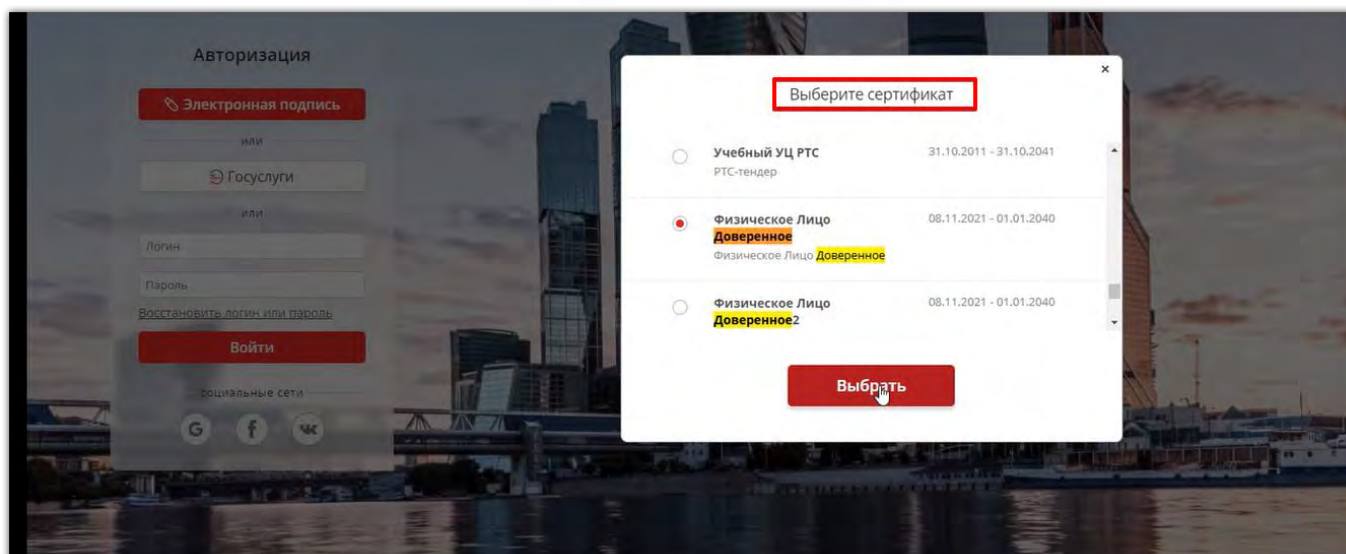 Авторизация
Электронная подпись
или
Госуслуги
или
Логин
Пароль
Восстановить логин или пароль
Войти
социальные сети
G f
Выберите сертификат
×
Учебный УЦ РТС 31.10.2011 - 31.10.2041
РТС-тендер
Физическое Лицо 08.11.2021 - 01.01.2040
Доверенное
Физическое Лицо Доверенное
Физическое Лицо 08.11.2021 - 01.01.2040
Доверенное2
Выбрать